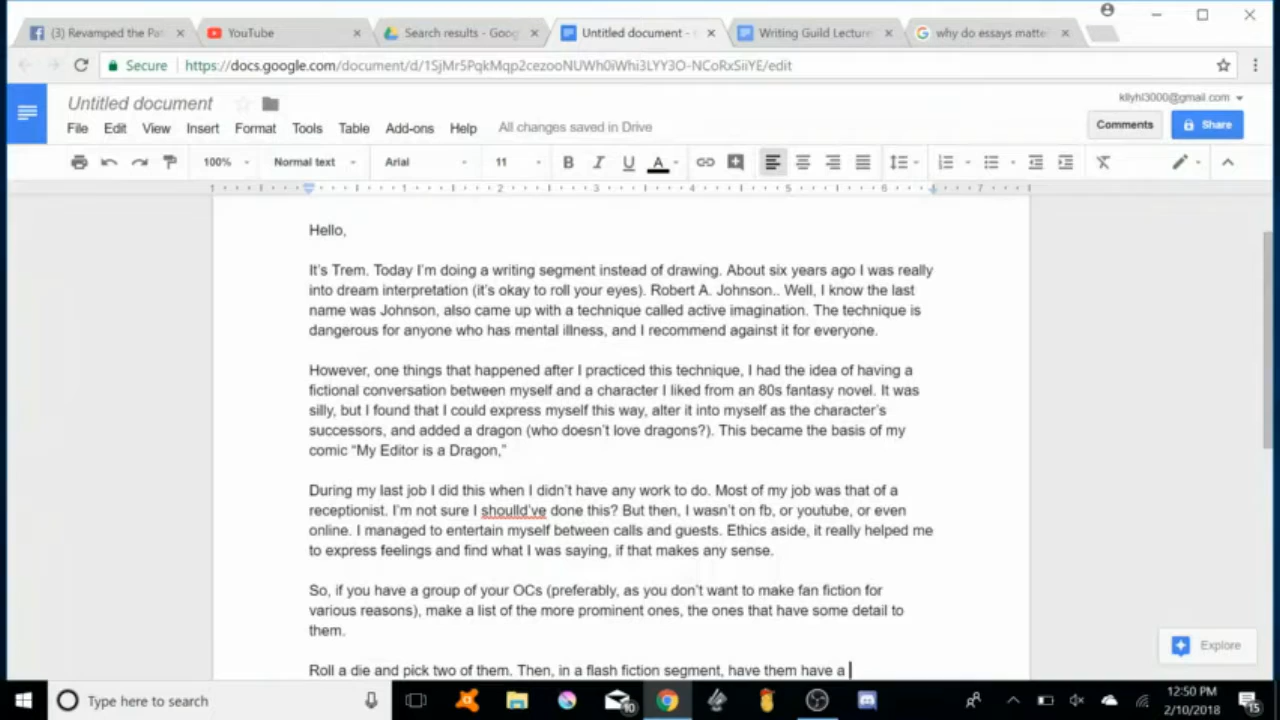 (3) Revamped the Pa
YouTube
Search results - Goog
Untitled document -
Writing Guild Lecture
why do essays matte
Secure
https://docs.google.com/document/d/1SjMr5PqkMqp2cezooNUWh0iWhi3LYY3O-NCoRxSiiYE/edit
Untitled document
kllyhl3000@gmail.com
File Edit View Insert Format Tools Table Add-ons Help All changes saved in Drive
Comments
Share
100% Normal text Arial 11 B I U A
1 1 2 3 4 5 6 7
Hello,
It's Trem. Today I'm doing a writing segment instead of drawing. About six years ago I was really
into dream interpretation (it's okay to roll your eyes). Robert A. Johnson.. Well, I know the last
name was Johnson, also came up with a technique called active imagination. The technique is
dangerous for anyone who has mental illness, and I recommend against it for everyone.
However, one things that happened after I practiced this technique, I had the idea of having a
fictional conversation between myself and a character I liked from an 80s fantasy novel. It was
silly, but I found that I could express myself this way, alter it into myself as the character's
successors, and added a dragon (who doesn't love dragons?). This became the basis of my
comic “My Editor is a Dragon,”
During my last job I did this when I didn't have any work to do. Most of my job was that of a
receptionist. I'm not sure I shoulld've done this? But then, I wasn't on fb, or youtube, or even
online. I managed to entertain myself between calls and guests. Ethics aside, it really helped me
to express feelings and find what I was saying, if that makes any sense.
So, if you have a group of your OCs (preferably, as you don't want to make fan fiction for
various reasons), make a list of the more prominent ones, the ones that have some detail to
them.
Roll a die and pick two of them. Then, in a flash fiction segment, have them have a
Explore
Type here to search
10
12:50 PM
2/10/2018
15